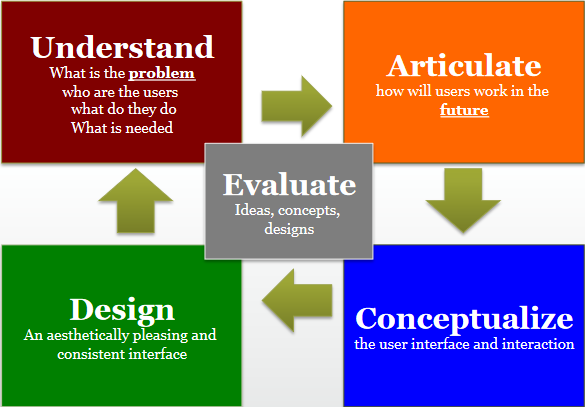 Understand
What is the problem
who are the users
what do they do
What is needed
Articulate
how will users work in the
future
Evaluate
Ideas, concepts,
designs
Design
An aesthetically pleasing and
consistent interface
Conceptualize
the user interface and interaction